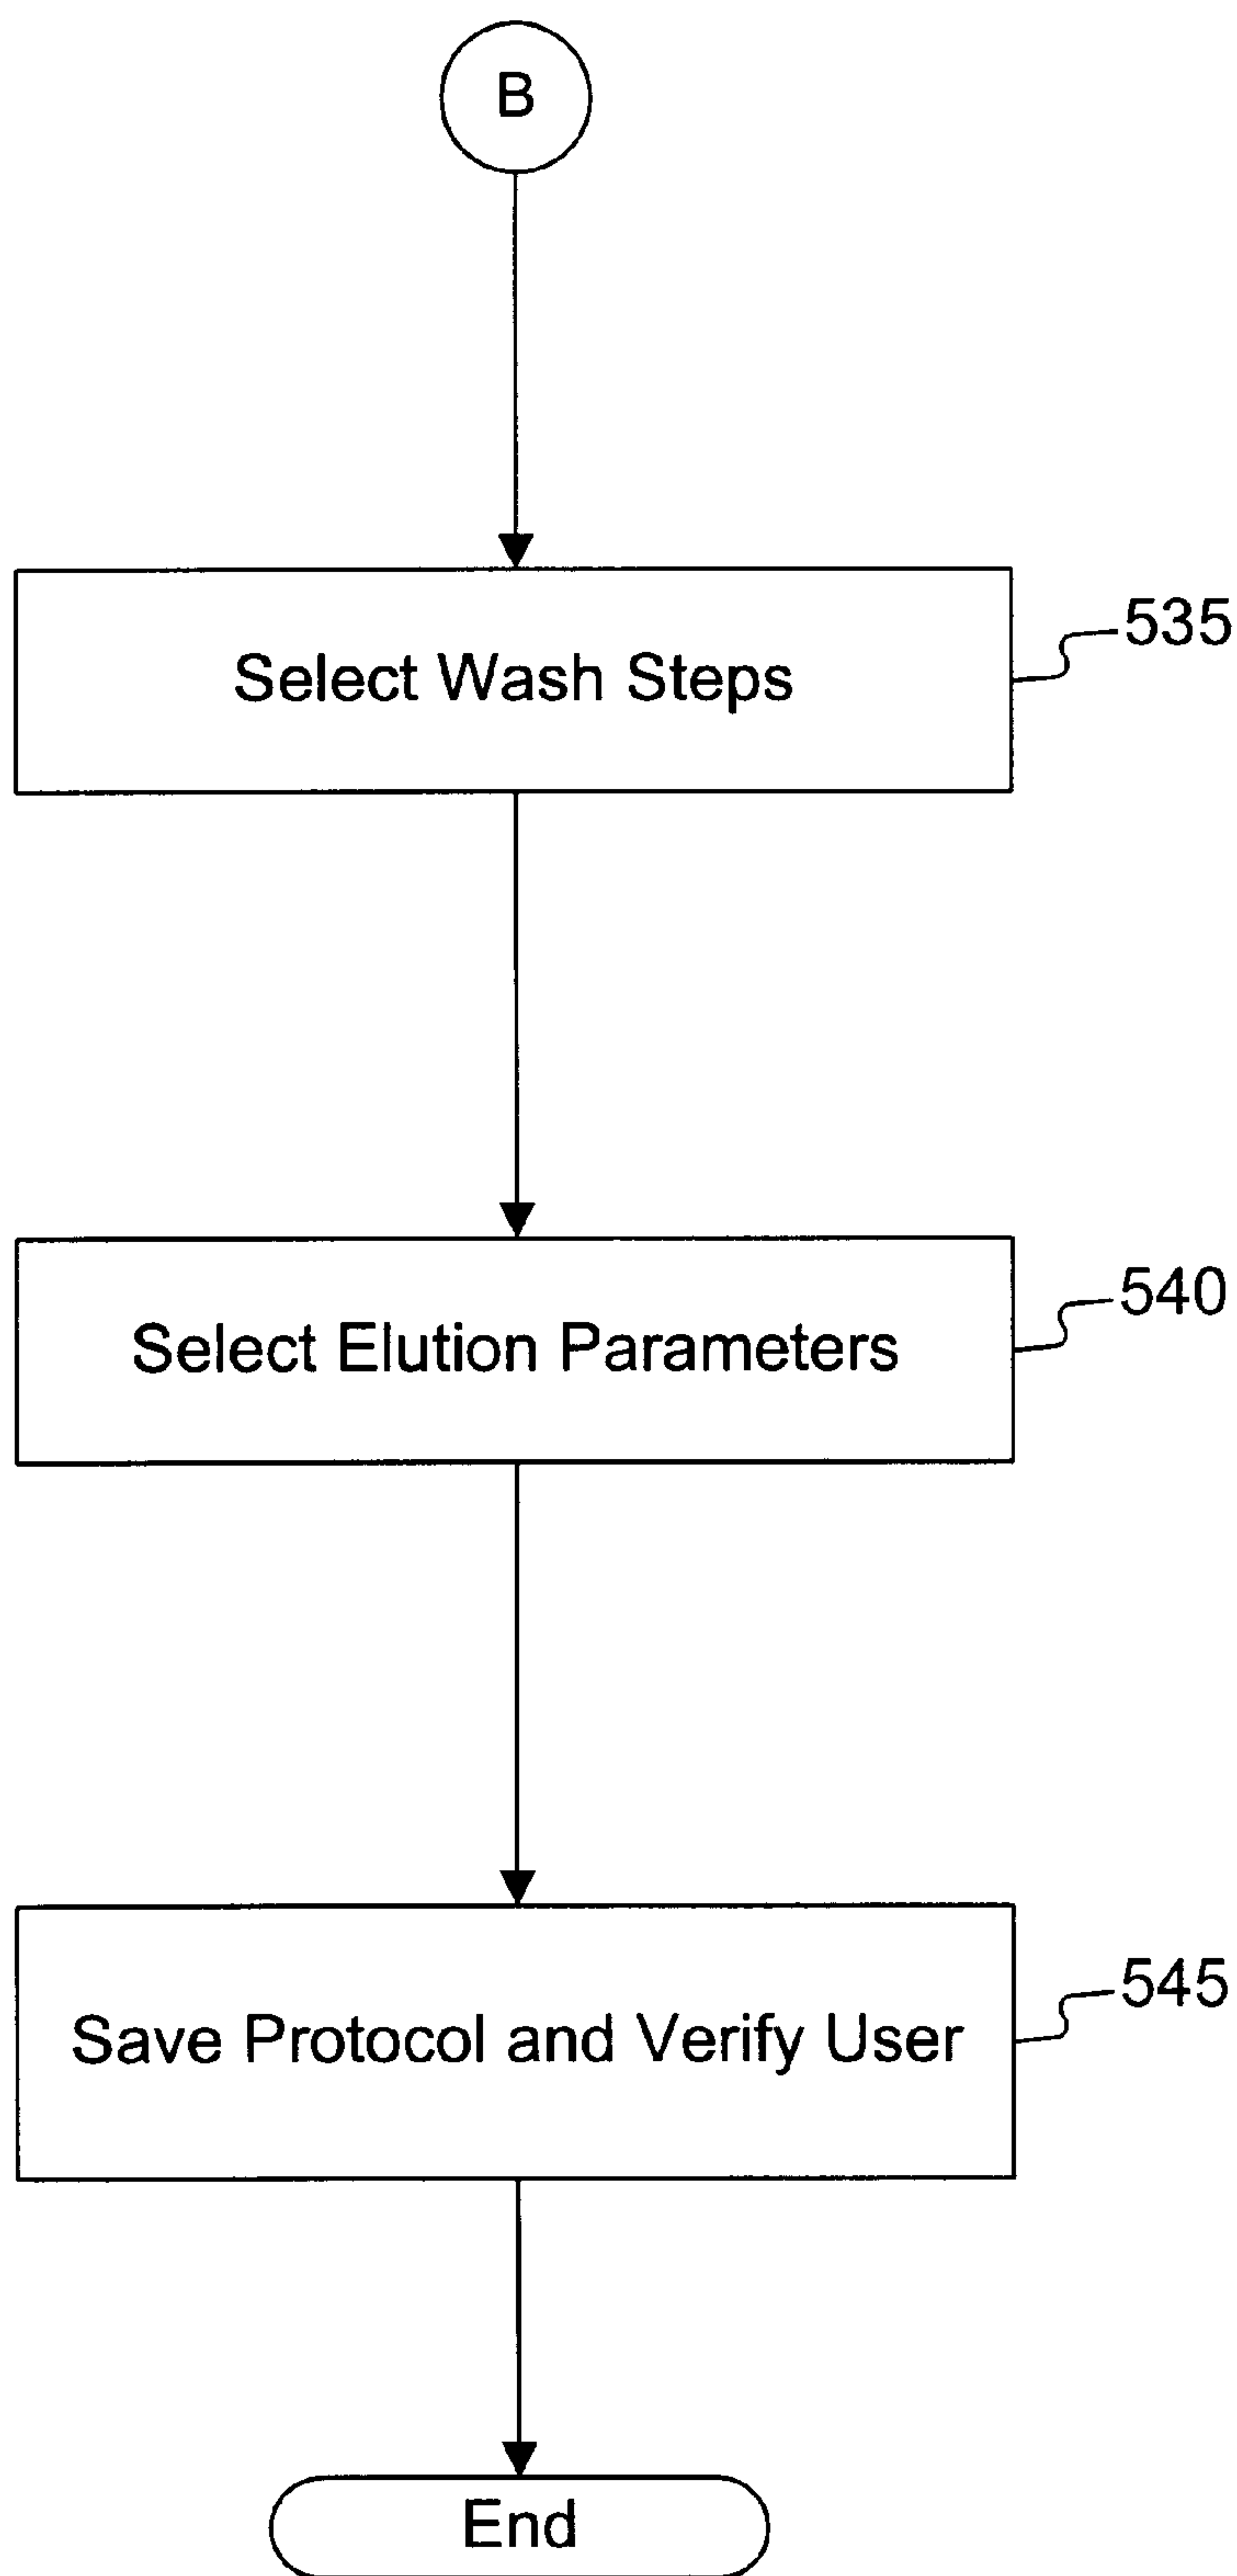 B
Select Wash Steps
535
Select Elution Parameters
540
Save Protocol and Verify User
545
End